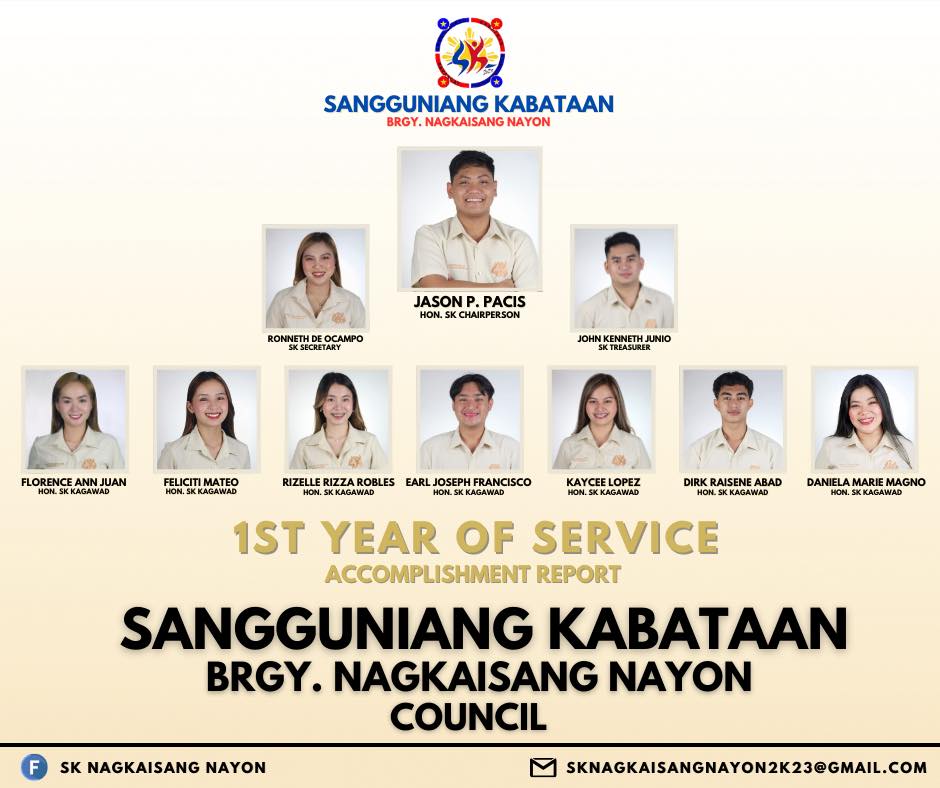 SANGGUNIANG KABATAAN
BRGY. NAGKAISANG NAYON
JASON P. PACIS
HON. SK CHAIRPERSON
RONNETH DE OCAMPO
SK SECRETARY
JOHN KENNETH JUNIO
SK TREASURER
FLORENCE ANN JUAN
HON. SK KAGAWAD
FELICITI MATEO
HON. SK KAGAWAD
RIZELLE RIZZA ROBLES
HON. SK KAGAWAD
EARL JOSEPH FRANCISCO
HON. SK KAGAWAD
KAYCEE LOPEZ
HON. SK KAGAWAD
DIRK RAISENE ABAD
HON. SK KAGAWAD
DANIELA MARIE MAGNO
HON. SK KAGAWAD
1ST YEAR OF SERVICE
ACCOMPLISHMENT REPORT
SANGGUNIANG KABATAAN
BRGY. NAGKAISANG NAYON
COUNCIL
F SK NAGKAISANG NAYON
SKNAGKAISANGNAYON2K23@GMAIL.COM